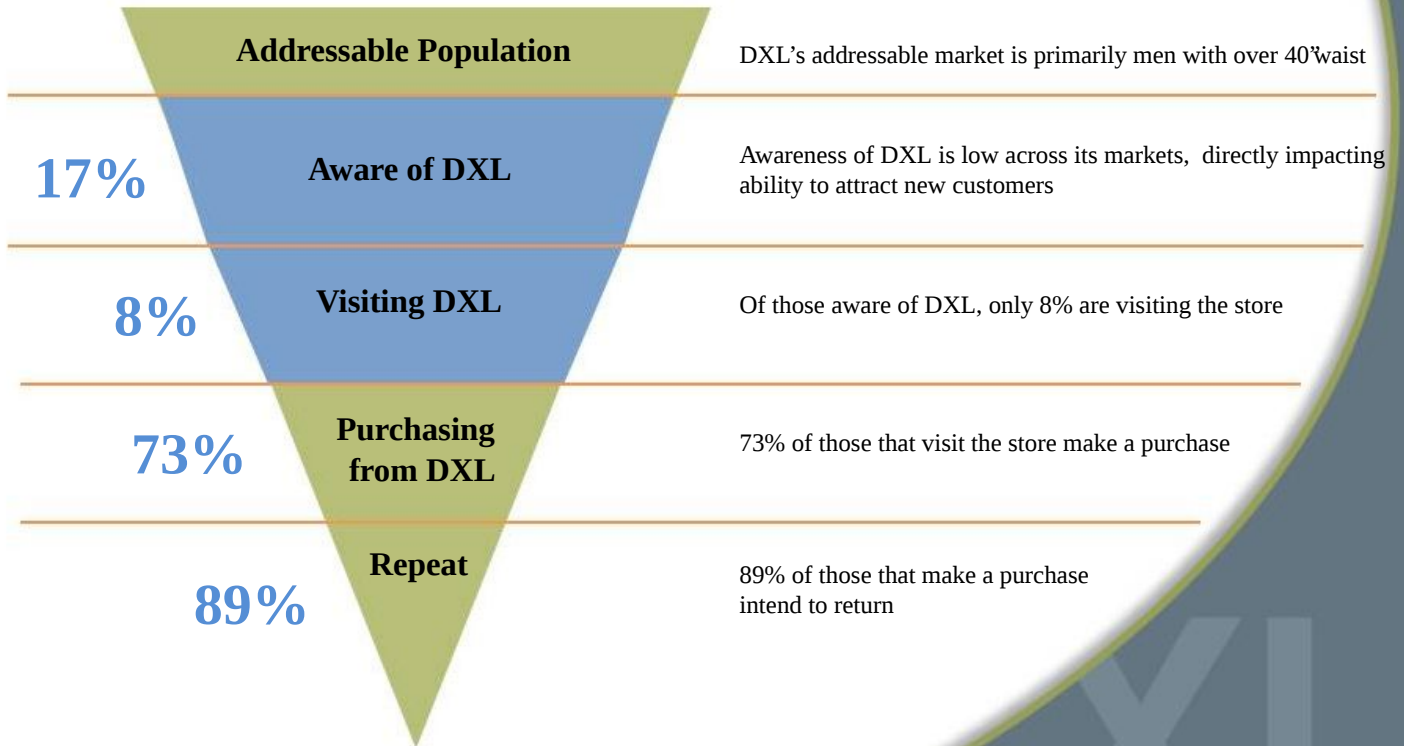 Addressable Population
DXL’s addressable market is primarily men with over 40” waist
17%
Aware of DXL
Awareness of DXL is low across its markets, directly impacting
ability to attract new customers
8%
Visiting DXL
Of those aware of DXL, only 8% are visiting the store
73%
Purchasing
from DXL
73% of those that visit the store make a purchase
89%
Repeat
89% of those that make a purchase
intend to return